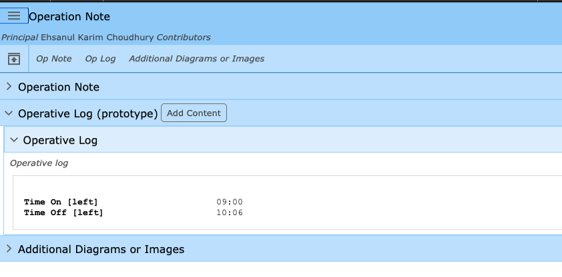 Operation Note
Principal Ehsanul Karim Choudhury Contributors
Op Note Op Log Additional Diagrams or Images
Operation Note
Operative Log (prototype) Add Content
Operative Log
Operative log
Time On [left] 09:00
Time Off [left] 10:06
Additional Diagrams or Images